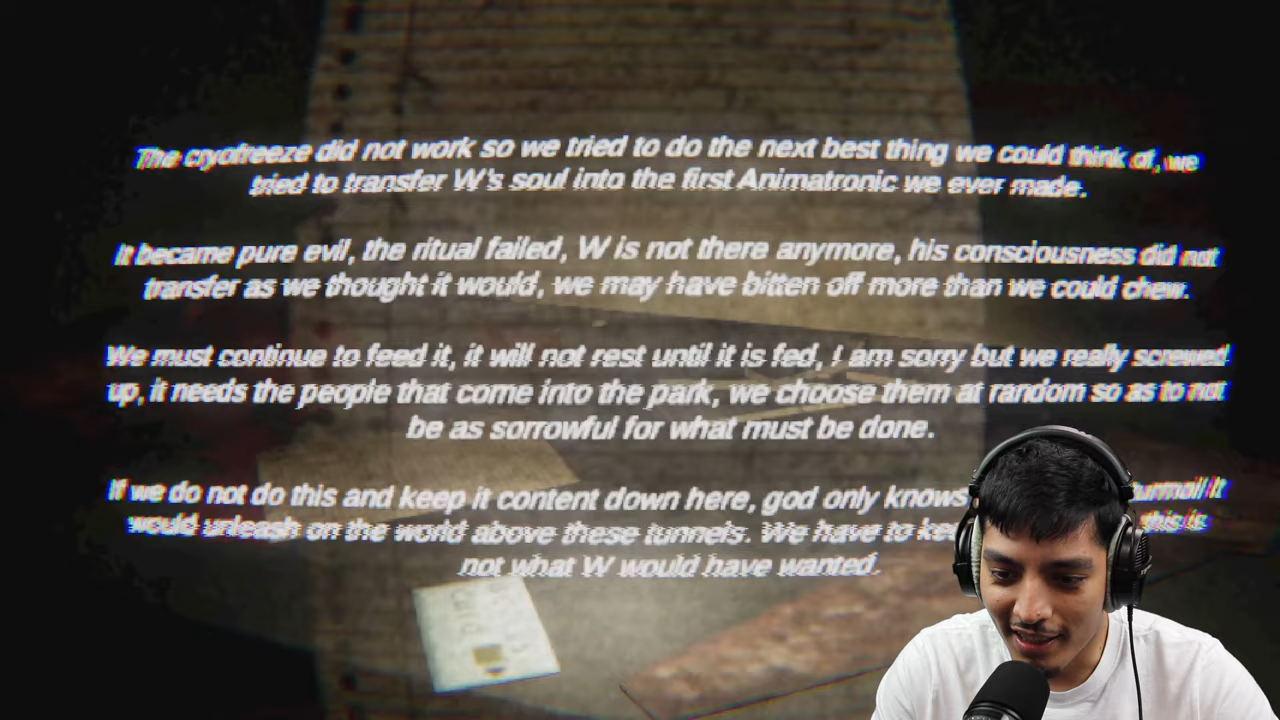 The cryofreeze did not work so we tried to do the next best thing we could think of, we
tried to transfer W's soul into the first Animatronic we ever made.
It became pure evil, the ritual failed, W is not there anymore, his consciousness did not
transfer as we thought it would, we may have bitten off more than we could chew.
We must continue to feed it, it will not rest until it is fed, I am sorry but we really screwed
up, it needs the people that come into the park, we choose them at random so as to not
be as sorrowful for what must be done.
If we do not do this and keep it content down here, god only knows turmoil it
would unleash on the world above these tunnels. We have to this is
not what W would have wanted.